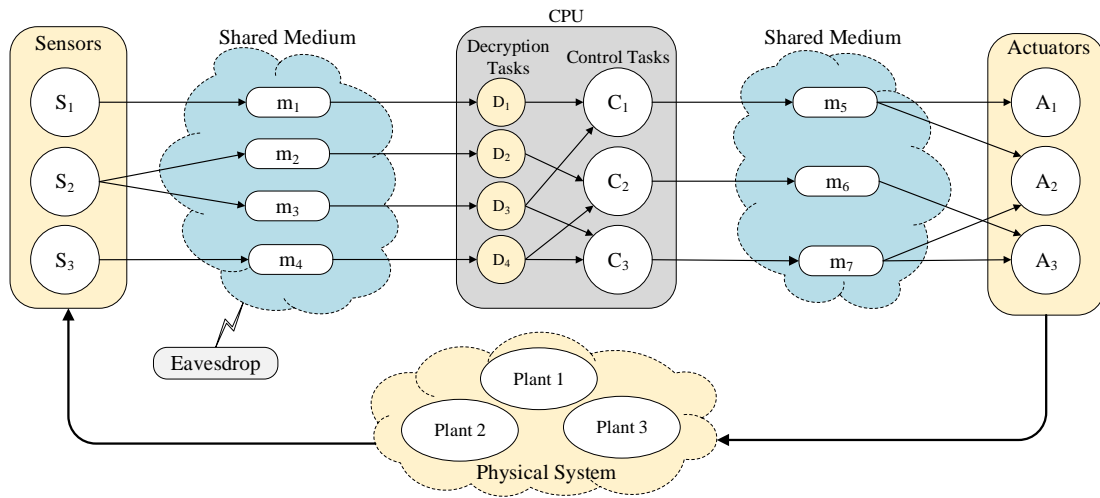 CPU
Sensors
Shared Medium
Decryption
Tasks
Control Tasks
Shared Medium
Actuators
S1
m1
D1
C1
m5
A1
S2
m2
D2
C2
m6
A2
m3
D3
S3
m4
D4
C3
m7
A3
Eavesdrop
Plant 1
Plant 2
Plant 3
Physical System